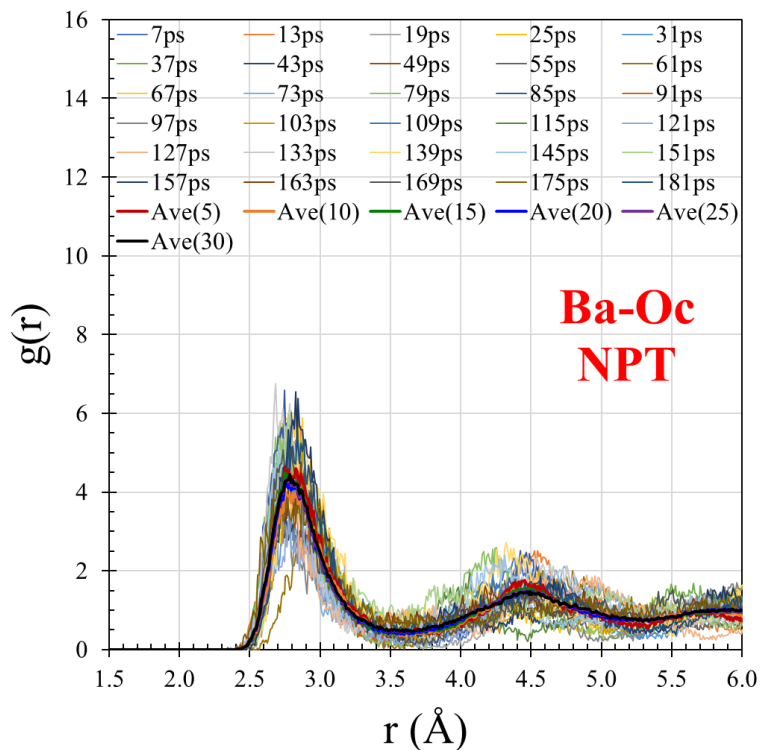 16
14
12
10
8
6
4
2
0
g(r)
7ps 13ps 19ps 25ps 31ps
37ps 43ps 49ps 55ps 61ps
67ps 73ps 79ps 85ps 91ps
97ps 103ps 109ps 115ps 121ps
127ps 133ps 139ps 145ps 151ps
157ps 163ps 169ps 175ps 181ps
Ave(5) Ave(10) Ave(15) Ave(20) Ave(25)
Ave(30)
Ba-Oc
NPT
1.5 2.0 2.5 3.0 3.5 4.0 4.5 5.0 5.5 6.0
r (Å)